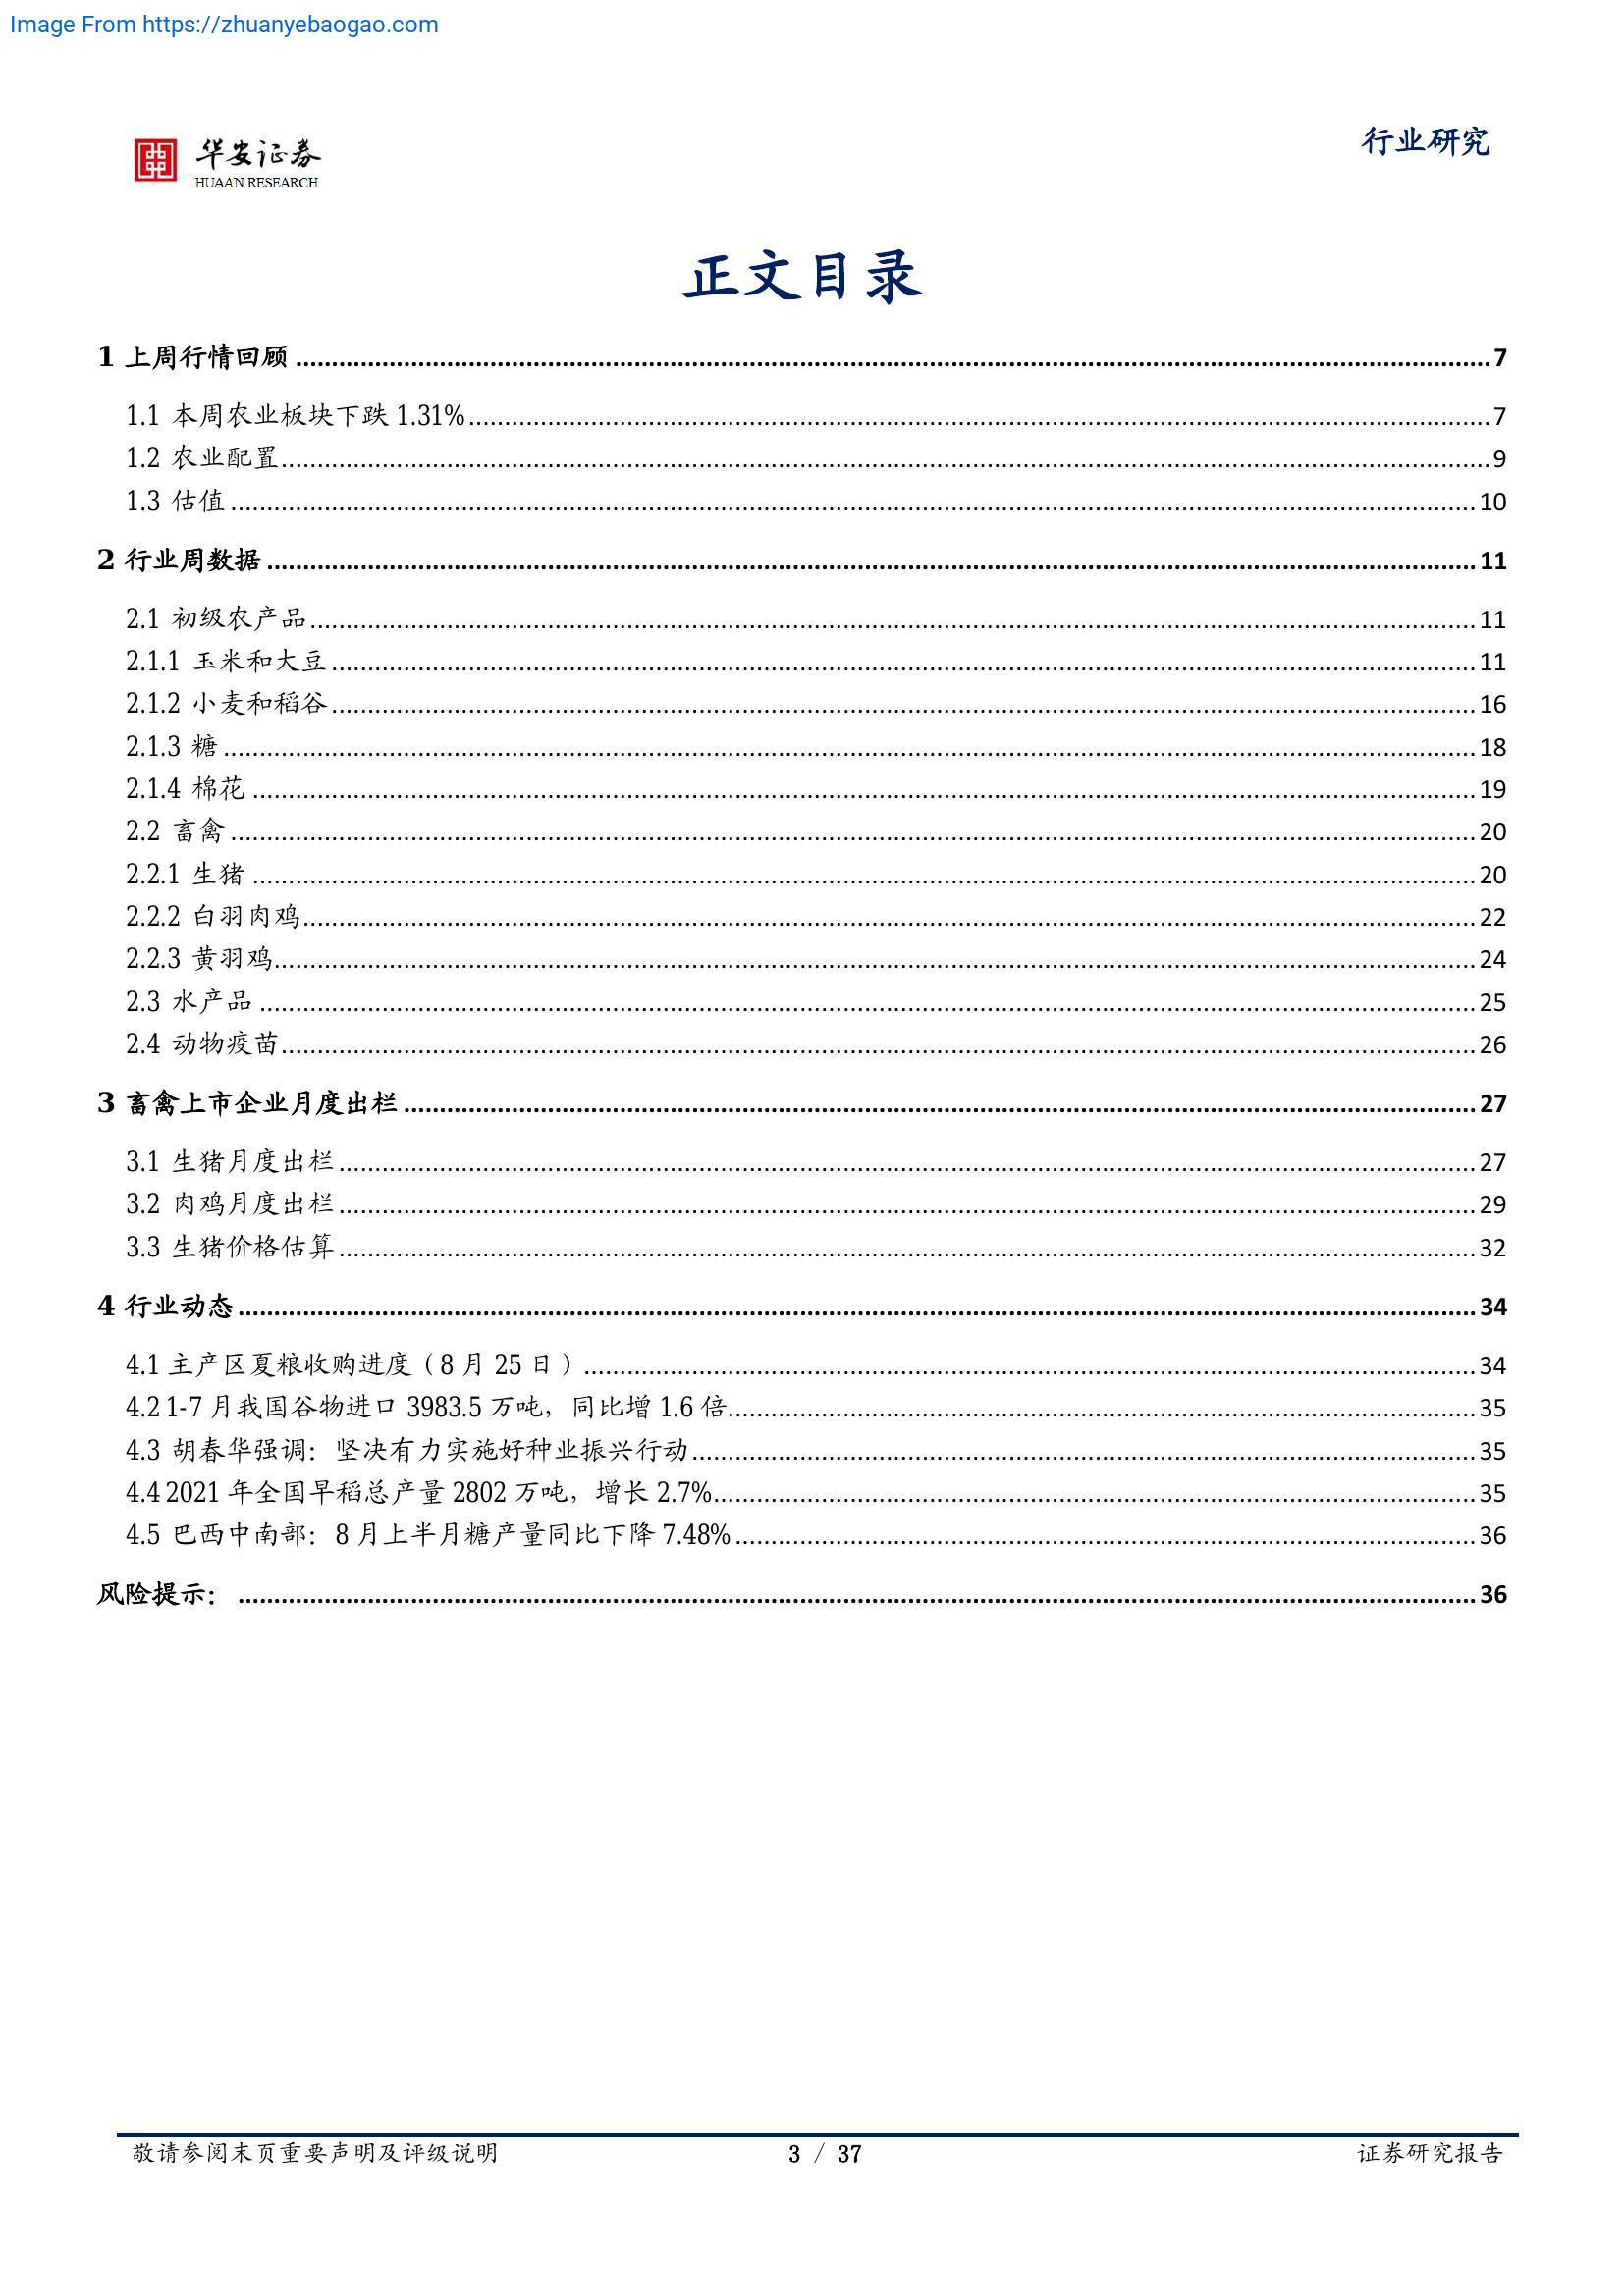 Image From https://zhuanyebaogao.com
华安证券
HUAAN RESEARCH
行业研究
正文目录
1 上周行情回顾 7
1.1 本周农业板块下跌 1.31% 7
1.2 农业配置 9
1.3 估值 10
2 行业周数据 11
2.1 初级农产品 11
2.1.1 玉米和大豆 11
2.1.2 小麦和稻谷 16
2.1.3 糖 18
2.1.4 棉花 19
2.2 畜禽 20
2.2.1 生猪 20
2.2.2 白羽肉鸡 22
2.2.3 黄羽鸡 24
2.3 水产品 25
2.4 动物疫苗 26
3 畜禽上市企业月度出栏 27
3.1 生猪月度出栏 27
3.2 肉鸡月度出栏 29
3.3 生猪价格估算 32
4 行业动态 34
4.1 主产区夏粮收购进度（8 月 25 日） 34
4.2 1-7 月我国谷物进口 3983.5 万吨，同比增 1.6 倍 35
4.3 胡春华强调：坚决有力实施好种业振兴行动 35
4.4 2021 年全国早稻总产量 2802 万吨，增长 2.7% 35
4.5 巴西中南部：8 月上半月糖产量同比下降 7.48% 36
风险提示： 36
敬请参阅末页重要声明及评级说明
3 / 37
证券研究报告